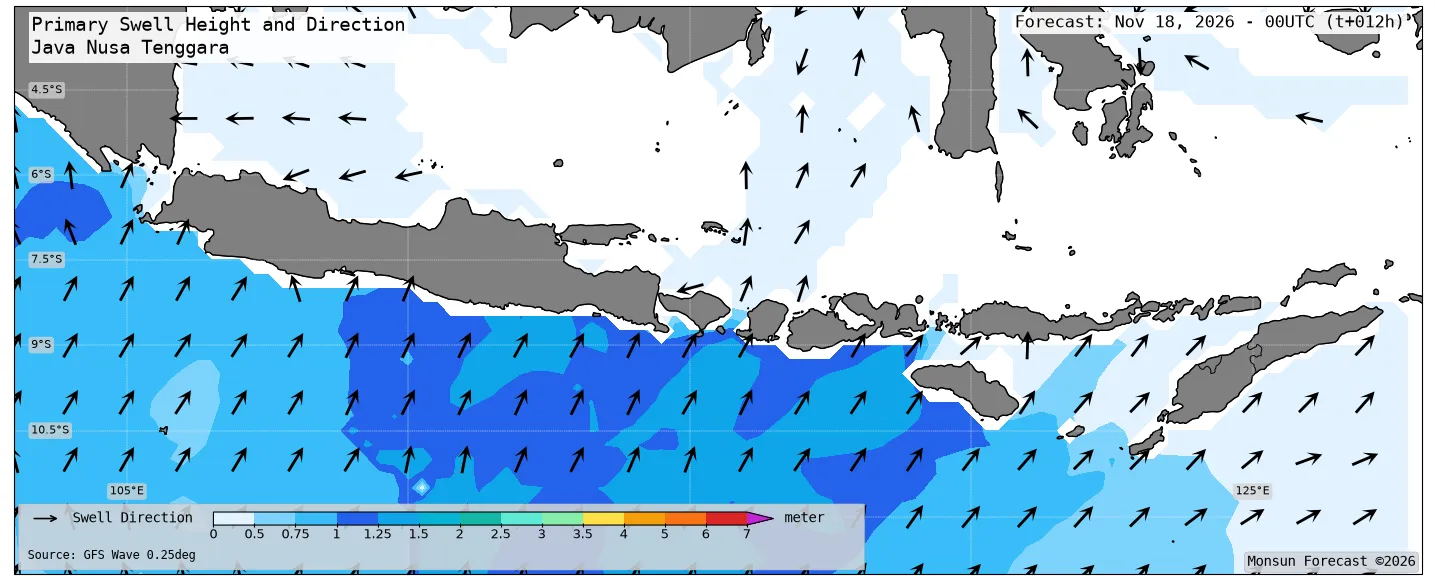 Primary Swell Height and Direction
Java Nusa Tenggara
Forecast: Nov 18, 2026 - 00UTC (t+012h)
4.5°S
6°S
7.5°S
9°S
10.5°S
105°E
125°E
Swell Direction
0 0.5 0.75 1 1.25 1.5 2 2.5 3 3.5 4 5 6 7
meter
Source: GFS Wave 0.25deg
Monsun Forecast ©2026